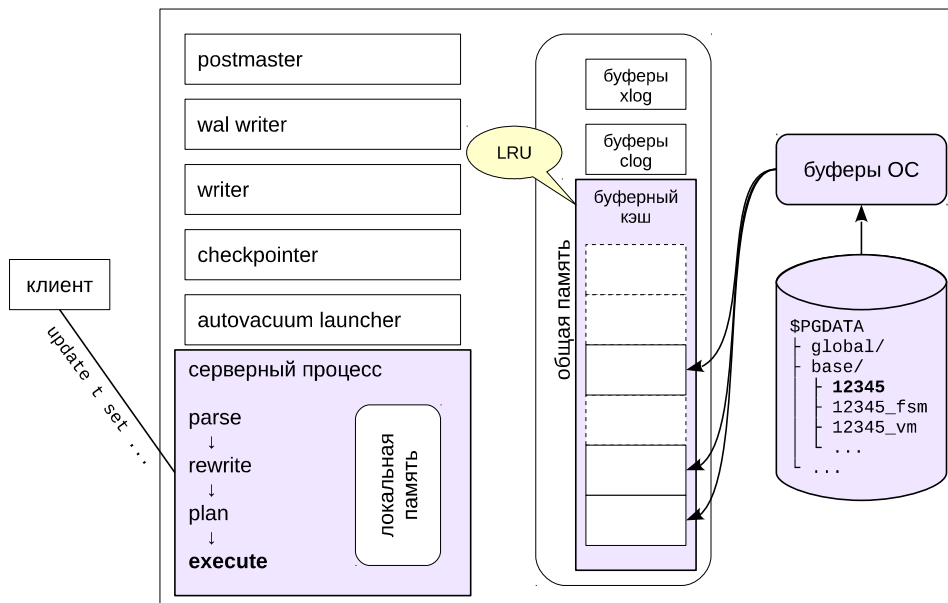 postmaster
wal writer
writer
checkpointer
autovacuum launcher
клиент
update t set ...
серверный процесс
parse
↓
rewrite
↓
plan
↓
execute
локальная
память
LRU
общая память
буферы
xlog
буферы
clog
буферный
кэш
буферы ОС
$PGDATA
global/
base/
12345
12345_fsm
12345_vm
...
...